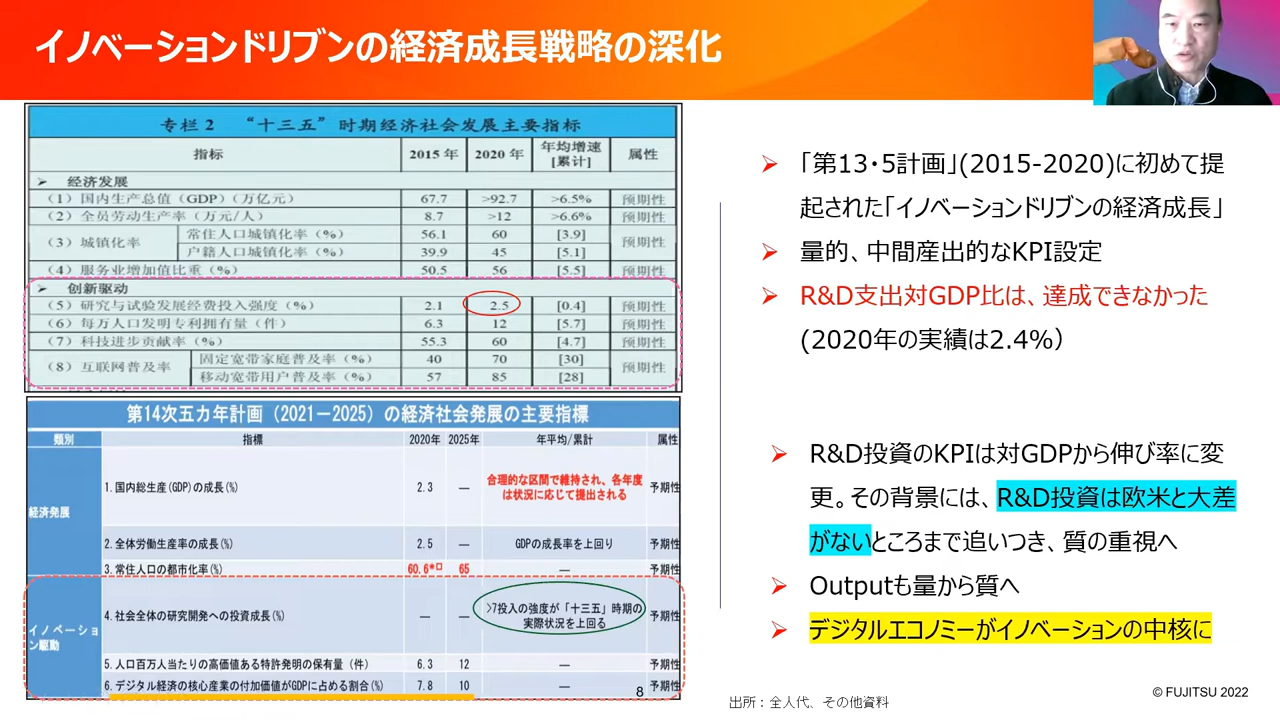 イノベーションドリブンの経済成長戦略の深化
专栏 2 “十三五”时期经济社会发展主要指标
指标 2015 年 2020 年 年均增速 [累计] 属性
➢ 经济发展
(1) 国内生产总值 (GDP) (万亿元) 67.7 >92.7 >6.5% 预期性
(2) 全员劳动生产率 (万元/人) 8.7 >12 >6.6% 预期性
(3) 城镇化率 常住人口城镇化率 (%) 56.1 60 [3.9] 预期性
户籍人口城镇化率 (%) 39.9 45 [5.1]
(4) 服务业增加值比重 (%) 50.5 56 [5.5] 预期性
➢ 创新驱动
(5) 研究与试验发展经费投入强度 (%) 2.1 2.5 [0.4] 预期性
(6) 每万人口发明专利拥有量 (件) 6.3 12 [5.7] 预期性
(7) 科技进步贡献率 (%) 55.3 60 [4.7] 预期性
(8) 互联网普及率 固定宽带家庭普及率 (%) 40 70 [30] 预期性
移动宽带用户普及率 (%) 57 85 [28]
第14次五カ年計画（2021－2025）の経済社会発展の主要指標
類別 指標 2020年 2025年 年平均/累計 属性
経済発展
1.国内総生産(GDP)の成長(%) 2.3 — 合理的な区間で維持され、各年度は状況に応じて提出される 予期性
2.全体労働生産率の成長(%) 2.5 — GDPの成長率を上回り 予期性
3.常住人口の都市化率(%) 60.6*□ 65 — 予期性
イノベーション駆動
4.社会全体の研究開発への投資成長(%) — — >7投入の強度が「十三五」時期の実際状況を上回る 予期性
5.人口百万人当たりの高価値ある特許発明の保有量（件） 6.3 12 — 予期性
6.デジタル経済の核心産業の付加価値がGDPに占める割合(%) 7.8 10 — 予期性
8
➢ 「第13・5計画」(2015-2020)に初めて提
起された「イノベーションドリブンの経済成長」
➢ 量的、中間産出的なKPI設定
➢ R&D支出対GDP比は、達成できなかった
(2020年の実績は2.4%）
➢ R&D投資のKPIは対GDPから伸び率に変
更。その背景には、R&D投資は欧米と大差
がないところまで追いつき、質の重視へ
➢ Outputも量から質へ
➢ デジタルエコノミーがイノベーションの中核に
出所：全人代、その他資料
© FUJITSU 2022